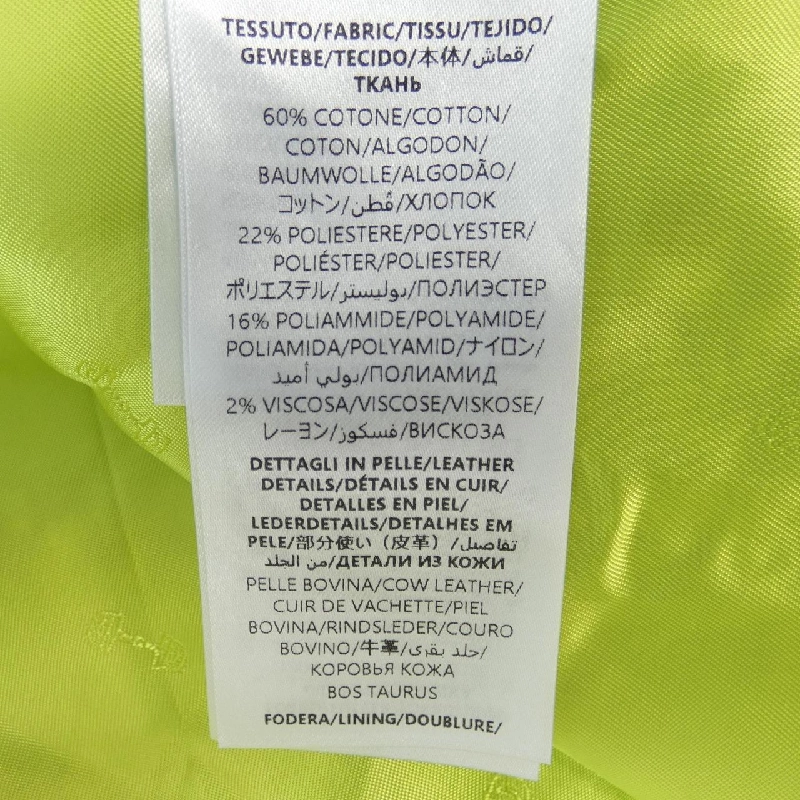 TESSUTO/FABRIC/TISSU/TEJIDO/
GEWEBE/TECIDO/本体/قماش/
ТКАНЬ
60% COTONE/COTTON/
COTON/ALGODON/
BAUMWOLLE/ALGODÃO/
コットン/قُطن/ХЛОПОК
22% POLIESTERE/POLYESTER/
POLIÉSTER/POLIESTER/
ポリエステル/بوليستر/ПОЛИЭСТЕР
16% POLIAMMIDE/POLYAMIDE/
POLIAMIDA/POLYAMID/ナイロン/
بولي أميد/ПОЛИАМИД
2% VISCOSA/VISCOSE/VISKOSE/
レーヨン/فسكوز/ВИСКОЗА
DETTAGLI IN PELLE/LEATHER
DETAILS/DÉTAILS EN CUIR/
DETALLES EN PIEL/
LEDERDETAILS/DETALHES EM
PELE/部分使い（皮革）/تفاصيل
من الجلد/ДЕТАЛИ ИЗ КОЖИ
PELLE BOVINA/COW LEATHER/
CUIR DE VACHETTE/PIEL
BOVINA/RINDSLEDER/COURO
BOVINO/牛革/جلد بقري/
КОРОВЬЯ КОЖА
BOS TAURUS
FODERA/LINING/DOUBLURE/